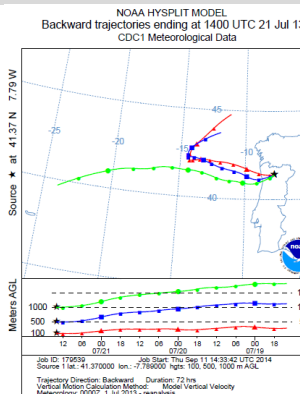 NOAA HYSPLIT MODEL
Backward trajectories ending at 1400 UTC 21 Jul 13
CDC1 Meteorological Data
Source ★ at 41.37 N 7.79 W
45
-25
-20
-15
-10
40
Meters AGL
1000
500
100
12 06 00 18 12 06 00 18 12 06 00 18
07/21 07/20 07/19
Job ID: 179539 Job Start: Thu Sep 11 14:33:42 UTC 2014
Source 1 lat.: 41.370000 lon.: -7.789000 hgts: 100, 500, 1000 m AGL
Trajectory Direction: Backward Duration: 72 hrs
Vertical Motion Calculation Method: Model Vertical Velocity
Meteorology: 0000Z 1 Jul 2013 - reanalysis